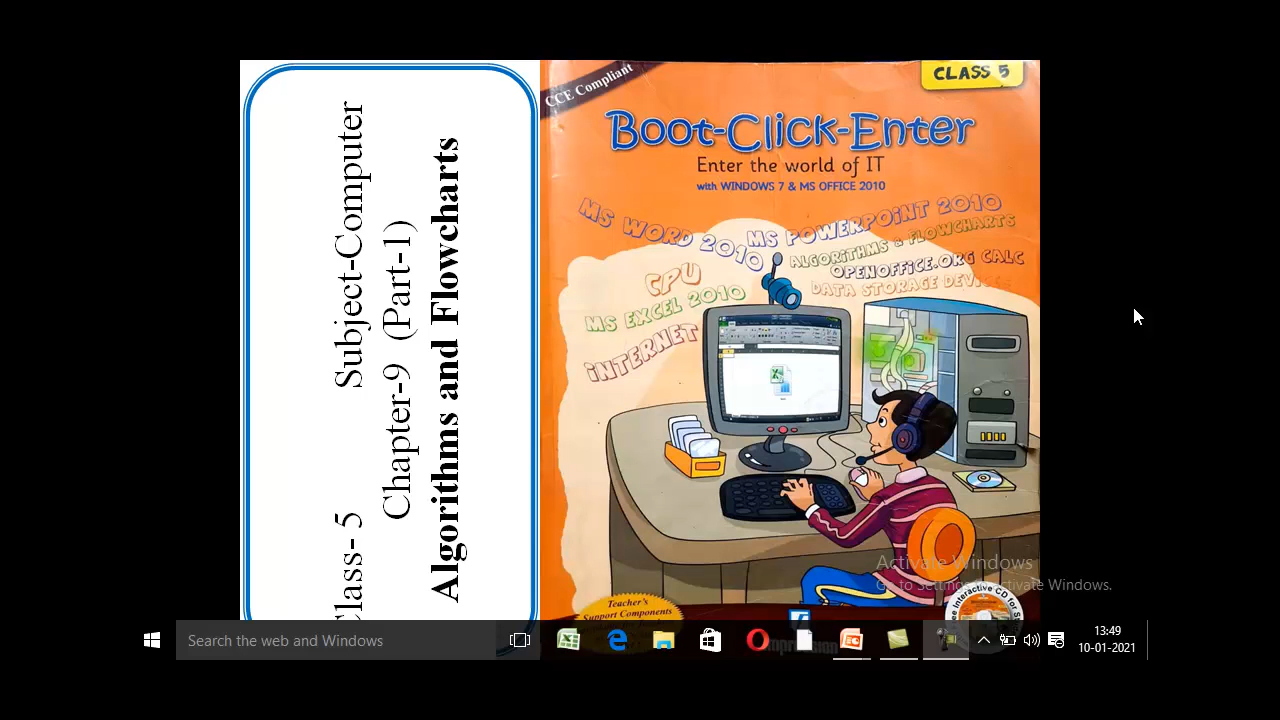 Class- 5 Subject-Computer
Chapter-9 (Part-1)
Algorithms and Flowcharts
CCE Compliant
CLASS 5
Boot-Click-Enter
Enter the world of IT
with WINDOWS 7 & MS OFFICE 2010
MS WORD 2010
MS POWERPOINT 2010
ALGORITHMS & FLOWCHARTS
OPENOFFICE.ORG CALC
DATA STORAGE DEVICES
CPU
MS EXCEL 2010
INTERNET
Activate Windows
Go to Settings to activate Windows.
Teacher's
Support Components
Interactive CD for
Search the web and Windows
13:49
10-01-2021